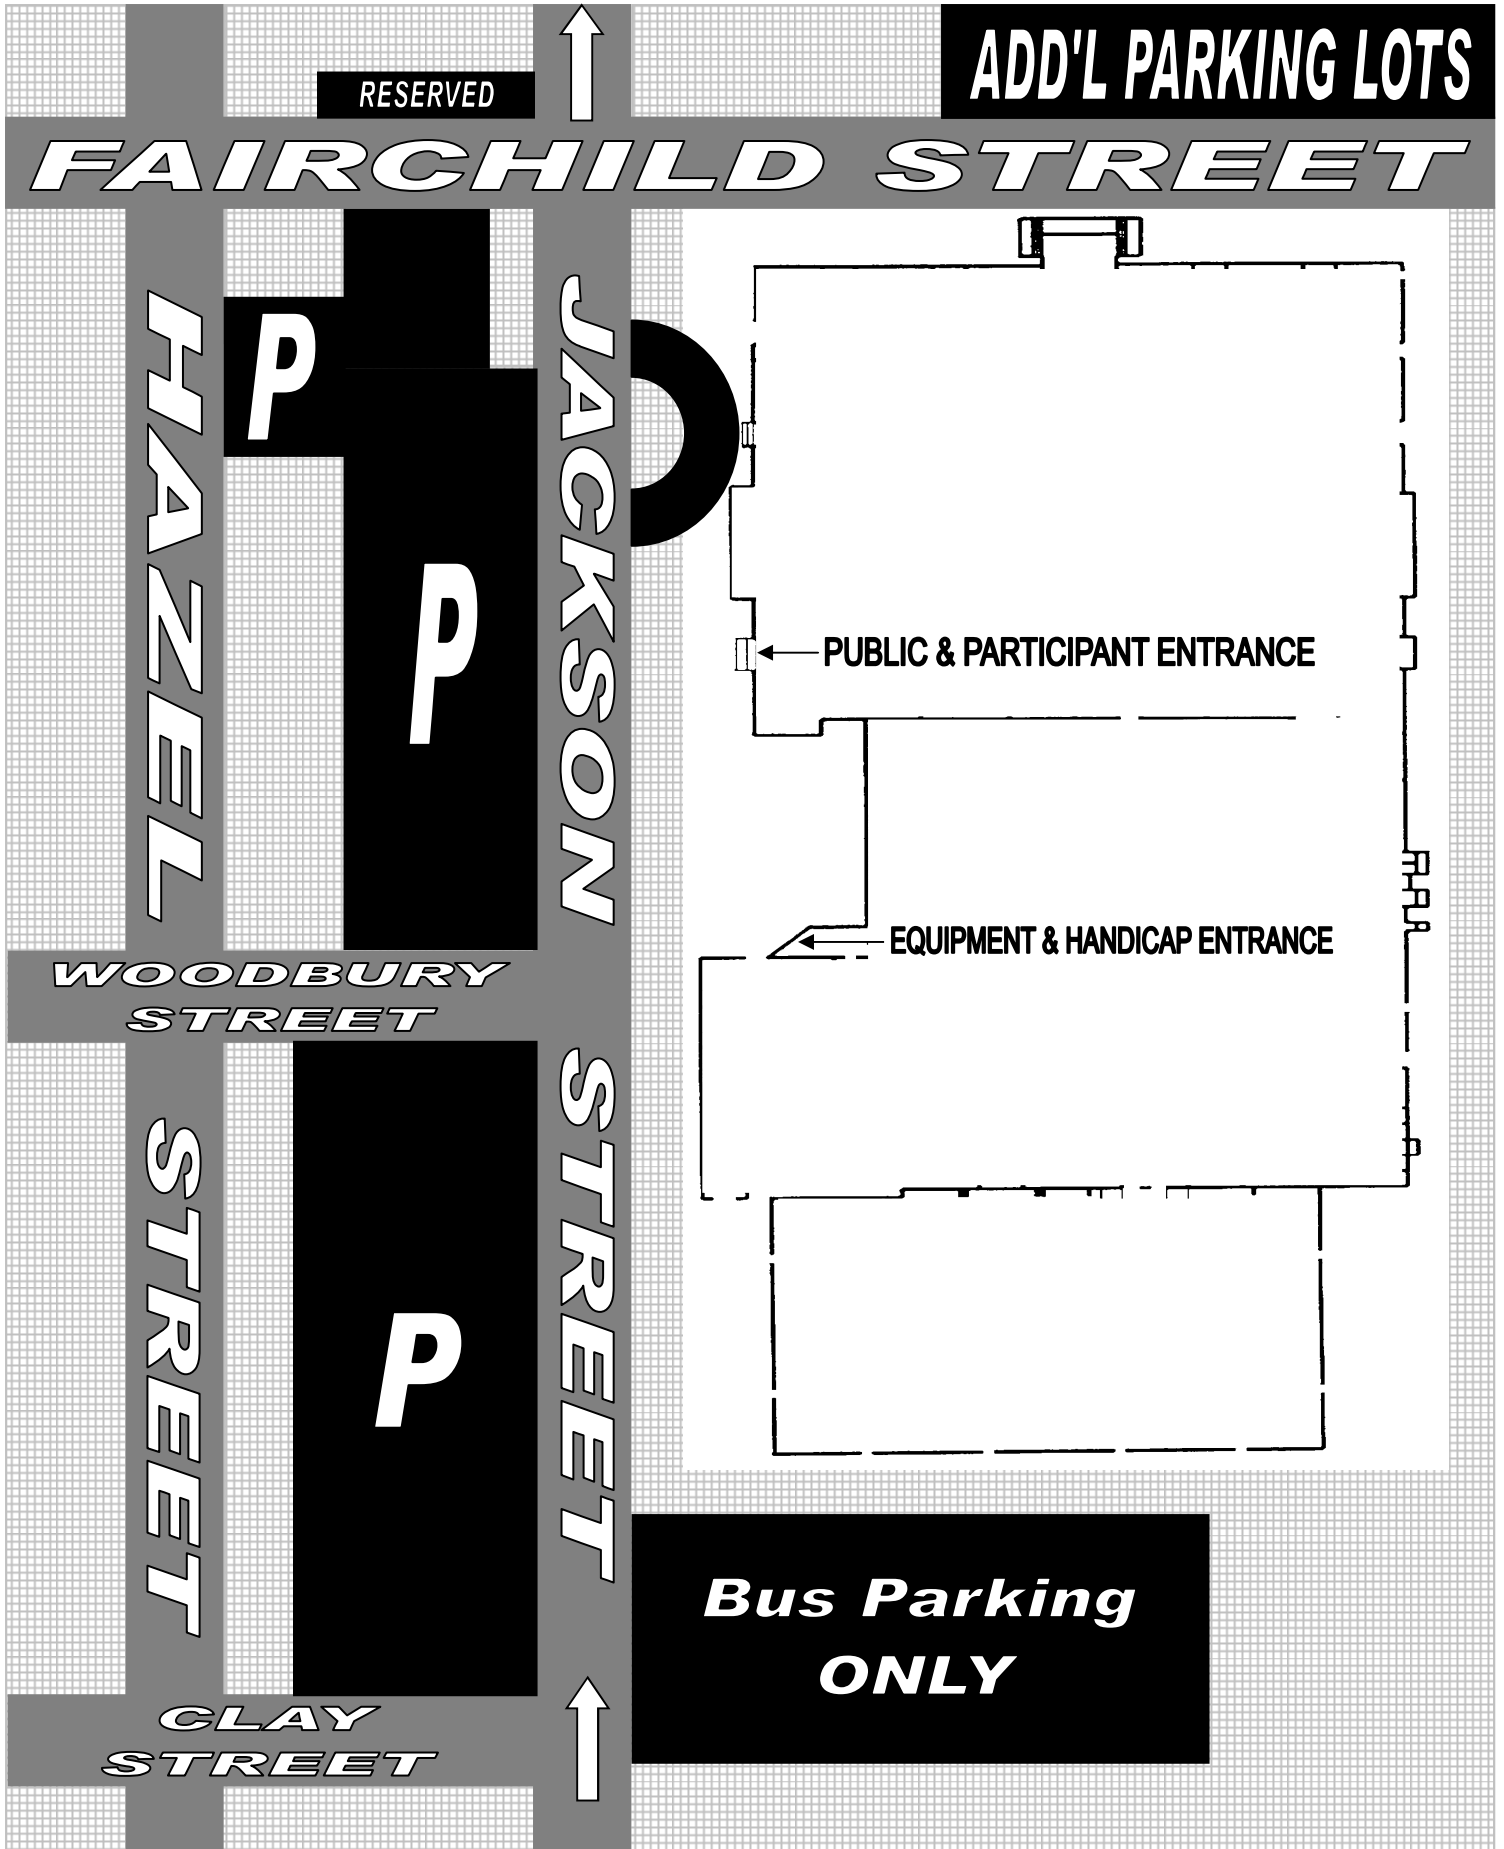 ADD'L PARKING LOTS
RESERVED
FAIRCHILD STREET
HAZEL STREET
JACKSON STREET
P
P
PUBLIC & PARTICIPANT ENTRANCE
EQUIPMENT & HANDICAP ENTRANCE
WOODBURY
STREET
P
Bus Parking
ONLY
CLAY
STREET